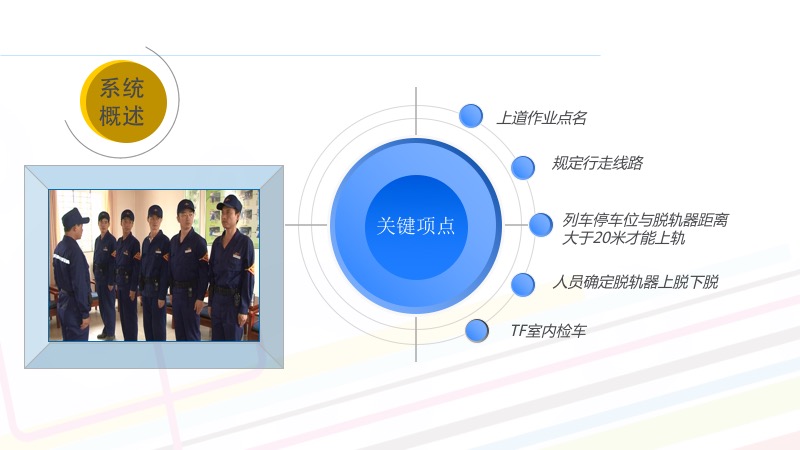 系统
概述
关键项点
上道作业点名
规定行走线路
列车停车位与脱轨器距离
大于20米才能上轨
人员确定脱轨器上脱下脱
TF室内检车